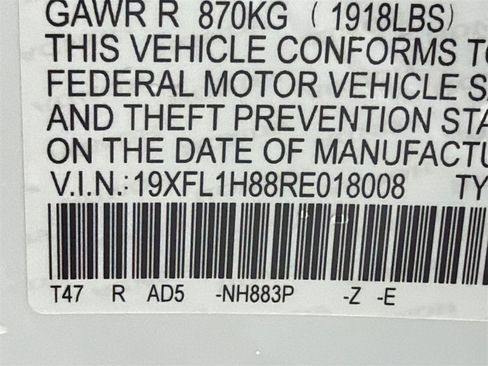 GAWR R 870KG ( 1918LBS)
THIS VEHICLE CONFORMS TO
FEDERAL MOTOR VEHICLE S
AND THEFT PREVENTION STA
ON THE DATE OF MANUFACTU
V.I.N.:19XFL1H88RE018008 TY
T47 R AD5 -NH883P -Z -E